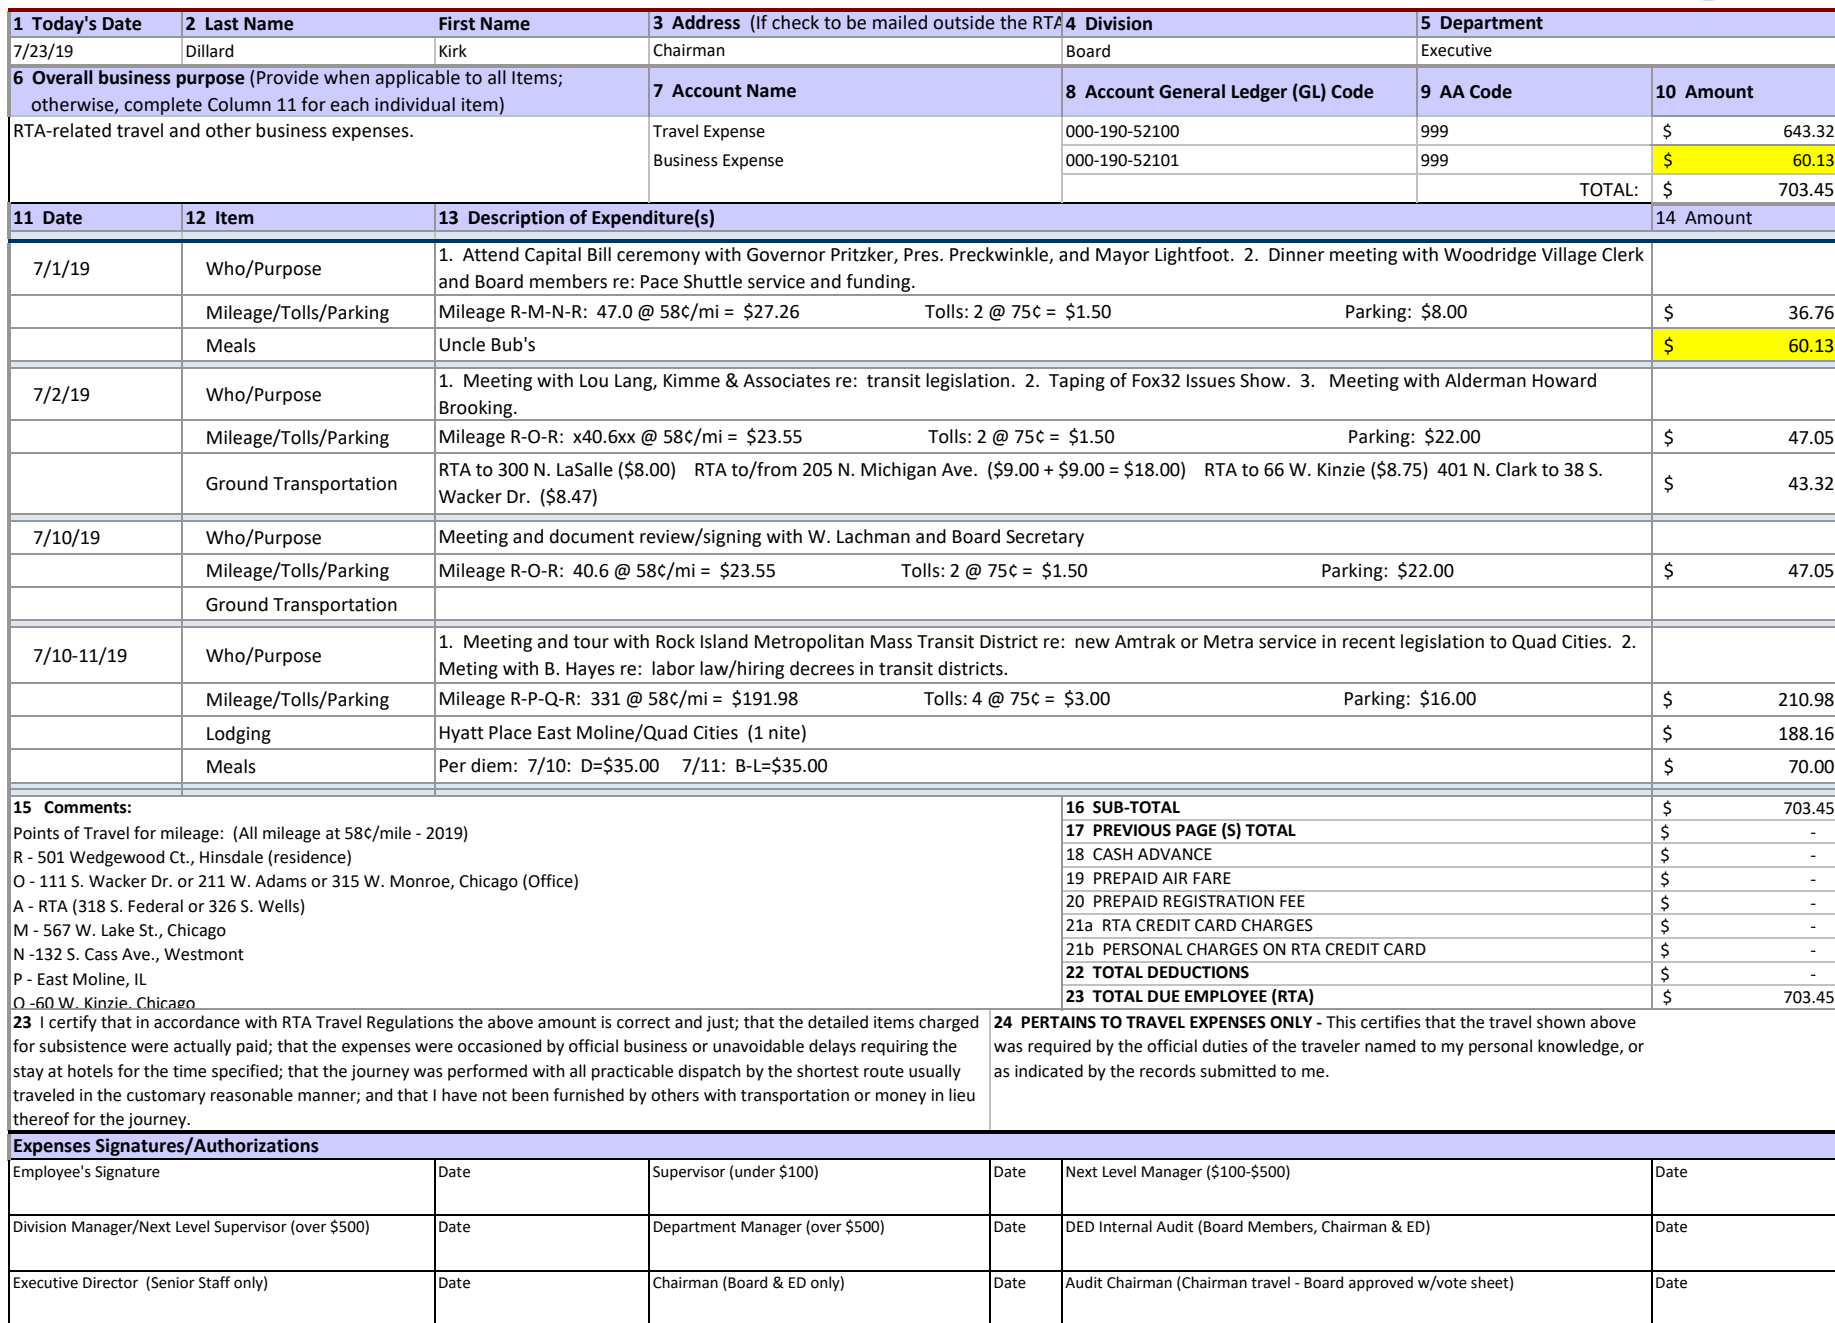 1 Today's Date 2 Last Name First Name 3 Address (If check to be mailed outside the RTA 4 Division 5 Department
7/23/19 Dillard Kirk Chairman Board Executive
6 Overall business purpose (Provide when applicable to all Items;
otherwise, complete Column 11 for each individual item) 7 Account Name 8 Account General Ledger (GL) Code 9 AA Code 10 Amount
RTA-related travel and other business expenses. Travel Expense 000-190-52100 999 $ 643.32
Business Expense 000-190-52101 999 $ 60.13
TOTAL: $ 703.45
11 Date 12 Item 13 Description of Expenditure(s) 14 Amount
7/1/19 Who/Purpose 1. Attend Capital Bill ceremony with Governor Pritzker, Pres. Preckwinkle, and Mayor Lightfoot. 2. Dinner meeting with Woodridge Village Clerk
and Board members re: Pace Shuttle service and funding.
Mileage/Tolls/Parking Mileage R-M-N-R: 47.0 @ 58¢/mi = $27.26 Tolls: 2 @ 75¢ = $1.50 Parking: $8.00 $ 36.76
Meals Uncle Bub's $ 60.13
7/2/19 Who/Purpose 1. Meeting with Lou Lang, Kimme & Associates re: transit legislation. 2. Taping of Fox32 Issues Show. 3. Meeting with Alderman Howard
Brooking.
Mileage/Tolls/Parking Mileage R-O-R: x40.6xx @ 58¢/mi = $23.55 Tolls: 2 @ 75¢ = $1.50 Parking: $22.00 $ 47.05
Ground Transportation RTA to 300 N. LaSalle ($8.00) RTA to/from 205 N. Michigan Ave. ($9.00 + $9.00 = $18.00) RTA to 66 W. Kinzie ($8.75) 401 N. Clark to 38 S.
Wacker Dr. ($8.47) $ 43.32
7/10/19 Who/Purpose Meeting and document review/signing with W. Lachman and Board Secretary
Mileage/Tolls/Parking Mileage R-O-R: 40.6 @ 58¢/mi = $23.55 Tolls: 2 @ 75¢ = $1.50 Parking: $22.00 $ 47.05
Ground Transportation
7/10-11/19 Who/Purpose 1. Meeting and tour with Rock Island Metropolitan Mass Transit District re: new Amtrak or Metra service in recent legislation to Quad Cities. 2.
Meting with B. Hayes re: labor law/hiring decrees in transit districts.
Mileage/Tolls/Parking Mileage R-P-Q-R: 331 @ 58¢/mi = $191.98 Tolls: 4 @ 75¢ = $3.00 Parking: $16.00 $ 210.98
Lodging Hyatt Place East Moline/Quad Cities (1 nite) $ 188.16
Meals Per diem: 7/10: D=$35.00 7/11: B-L=$35.00 $ 70.00
15 Comments:
Points of Travel for mileage: (All mileage at 58¢/mile - 2019)
R - 501 Wedgewood Ct., Hinsdale (residence)
O - 111 S. Wacker Dr. or 211 W. Adams or 315 W. Monroe, Chicago (Office)
A - RTA (318 S. Federal or 326 S. Wells)
M - 567 W. Lake St., Chicago
N -132 S. Cass Ave., Westmont
P - East Moline, IL
Q -60 W. Kinzie, Chicago
16 SUB-TOTAL $ 703.45
17 PREVIOUS PAGE (S) TOTAL $ -
18 CASH ADVANCE $ -
19 PREPAID AIR FARE $ -
20 PREPAID REGISTRATION FEE $ -
21a RTA CREDIT CARD CHARGES $ -
21b PERSONAL CHARGES ON RTA CREDIT CARD $ -
22 TOTAL DEDUCTIONS $ -
23 TOTAL DUE EMPLOYEE (RTA) $ 703.45
23 I certify that in accordance with RTA Travel Regulations the above amount is correct and just; that the detailed items charged
for subsistence were actually paid; that the expenses were occasioned by official business or unavoidable delays requiring the
stay at hotels for the time specified; that the journey was performed with all practicable dispatch by the shortest route usually
traveled in the customary reasonable manner; and that I have not been furnished by others with transportation or money in lieu
thereof for the journey.
24 PERTAINS TO TRAVEL EXPENSES ONLY - This certifies that the travel shown above
was required by the official duties of the traveler named to my personal knowledge, or
as indicated by the records submitted to me.
Expenses Signatures/Authorizations
Employee's Signature Date Supervisor (under $100) Date Next Level Manager ($100-$500) Date
Division Manager/Next Level Supervisor (over $500) Date Department Manager (over $500) Date DED Internal Audit (Board Members, Chairman & ED) Date
Executive Director (Senior Staff only) Date Chairman (Board & ED only) Date Audit Chairman (Chairman travel - Board approved w/vote sheet) Date